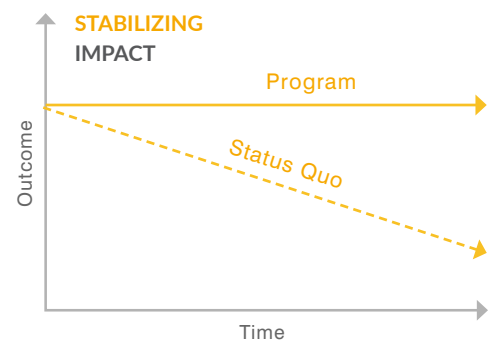 STABILIZING
IMPACT
Program
Status Quo
Outcome
Time